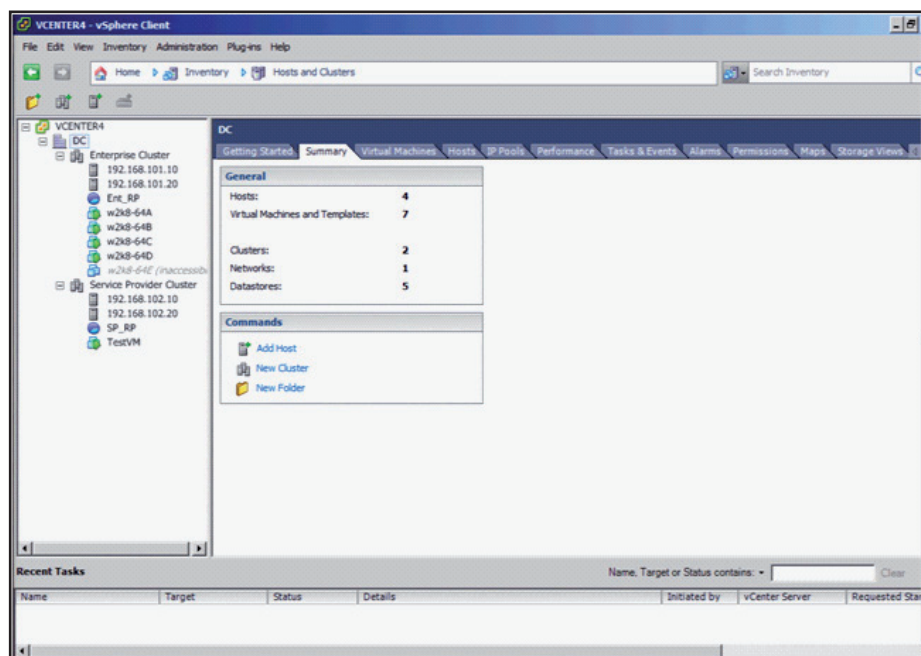 VCENTER4 - vSphere Client
File Edit View Inventory Administration Plug-ins Help
Home Inventory Hosts and Clusters
Search Inventory
VCENTER4
DC
Enterprise Cluster
192.168.101.10
192.168.101.20
Ent_RP
w2k8-64A
w2k8-64B
w2k8-64C
w2k8-64D
w2k8-64E (inaccessib
Service Provider Cluster
192.168.102.10
192.168.102.20
SP_RP
TestVM
DC
Getting Started Summary Virtual Machines Hosts IP Pools Performance Tasks & Events Alarms Permissions Maps Storage Views
General
Hosts: 4
Virtual Machines and Templates: 7
Clusters: 2
Networks: 1
Datastores: 5
Commands
Add Host
New Cluster
New Folder
Recent Tasks
Name, Target or Status contains:
Clear
Name Target Status Details Initiated by vCenter Server Requested Star